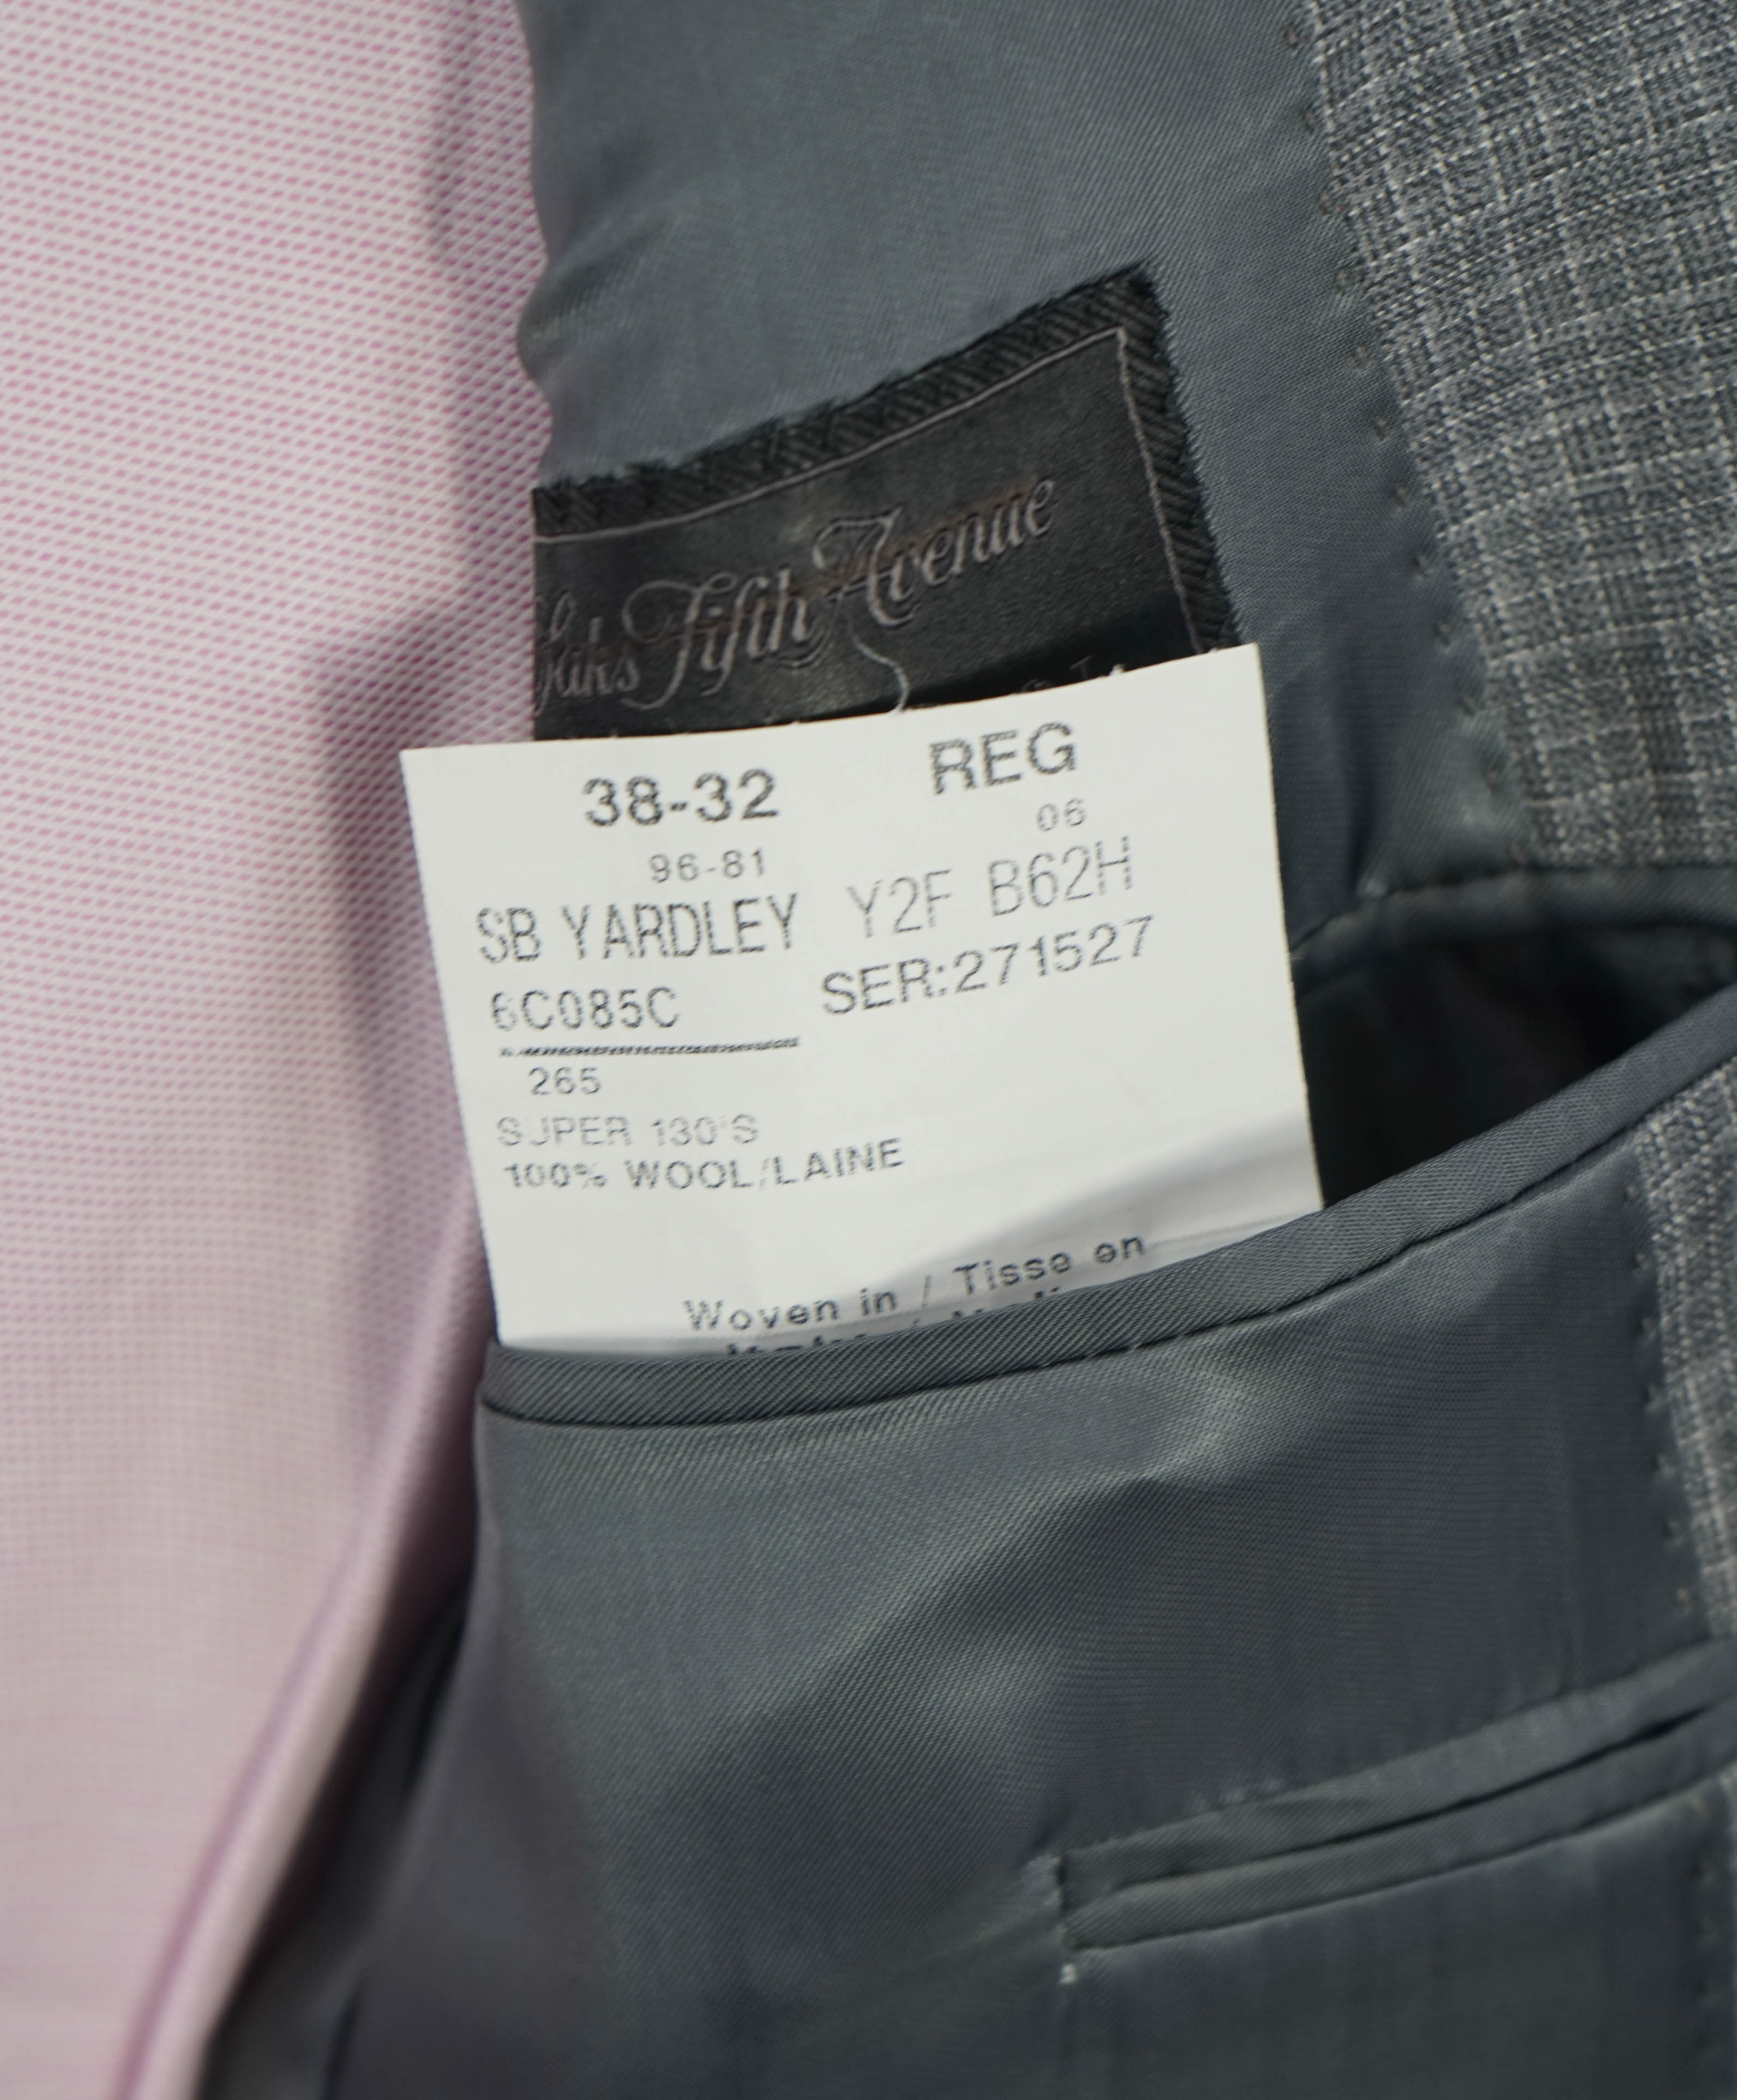 Saks Fifth Avenue
38-32 REG
96-81 06
SB YARDLEY Y2F B62H
6C085C SER:271527
265
SUPER 130'S
100% WOOL/LAINE
Woven in / Tisse en